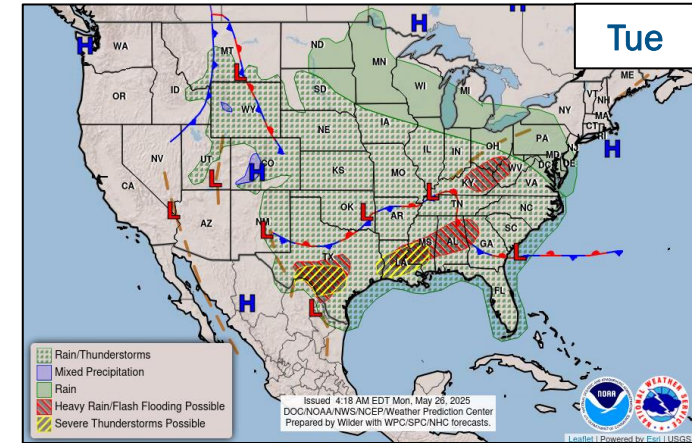 Tue
H
H
H
WA
MT
ND
MN
ME
L
OR
ID
WY
SD
WI
MI
VT
NH
NY
MA
CT
RI
H
IA
NE
PA
NJ
NV
UT
CO
H
IL
IN
OH
MD
DE
DC
WV
VA
CA
L
KS
MO
KY
L
L
AZ
NM
L
OK
L
AR
TN
NC
SC
MS
AL
GA
L
TX
LA
H
L
FL
Rain/Thunderstorms
Mixed Precipitation
Rain
Heavy Rain/Flash Flooding Possible
Severe Thunderstorms Possible
Issued 4:18 AM EDT Mon, May 26, 2025
DOC/NOAA/NWS/NCEP/Weather Prediction Center
Prepared by Wilder with WPC/SPC/NHC forecasts.
NOAA
NATIONAL WEATHER SERVICE
Leaflet | Powered by Esri | USGS